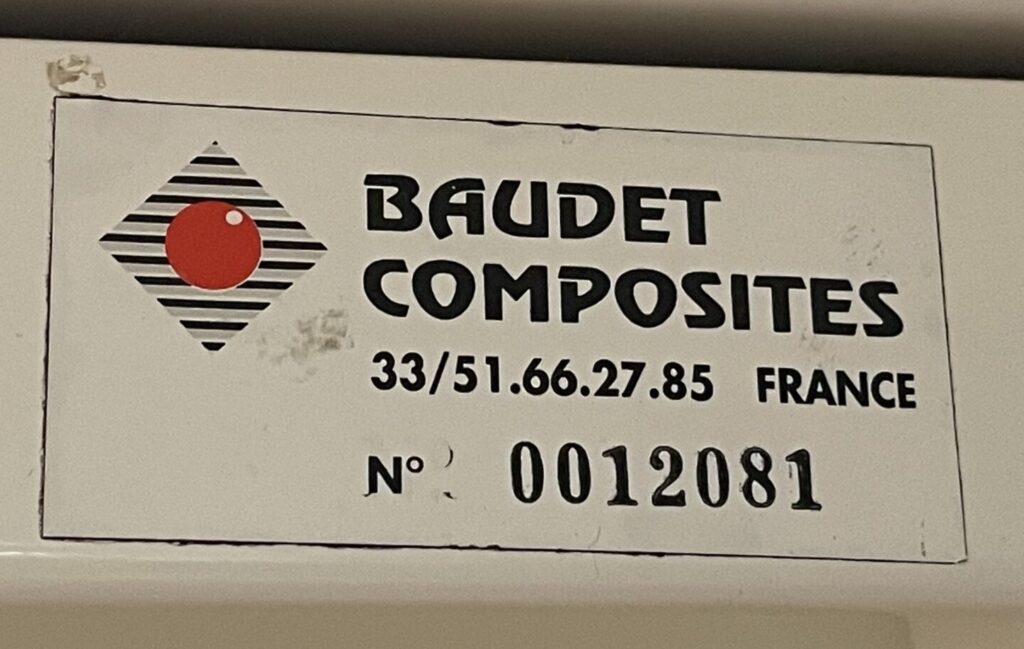 BAUDET
COMPOSITES
33/51.66.27.85 FRANCE
N° 0012081